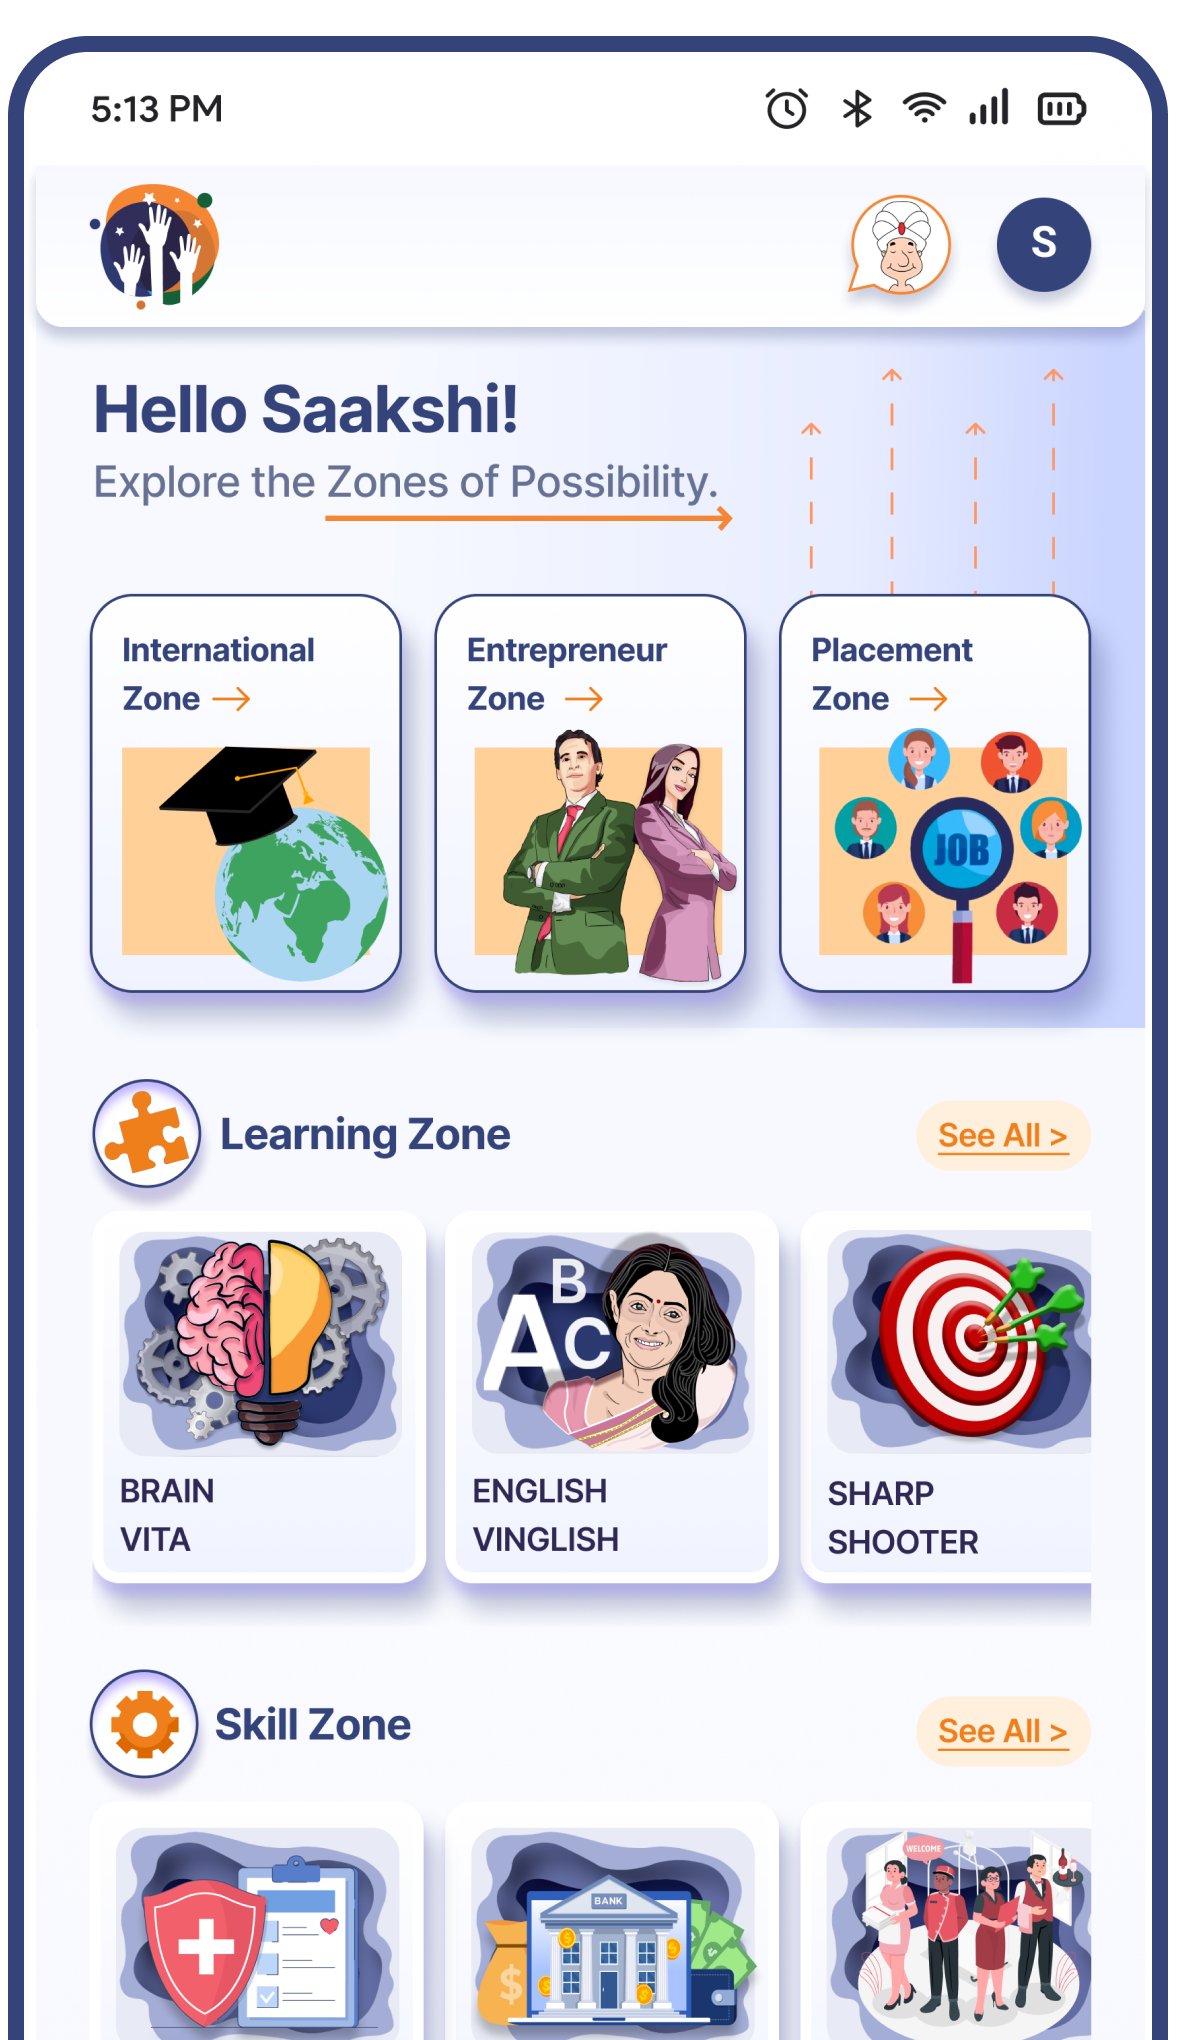 5:13 PM
S
Hello Saakshi!
Explore the Zones of Possibility.
International
Zone
Entrepreneur
Zone
Placement
Zone
JOB
Learning Zone
See All >
B
A
C
BRAIN
VITA
ENGLISH
VINGLISH
SHARP
SHOOTER
Skill Zone
See All >
BANK
$
WELCOME